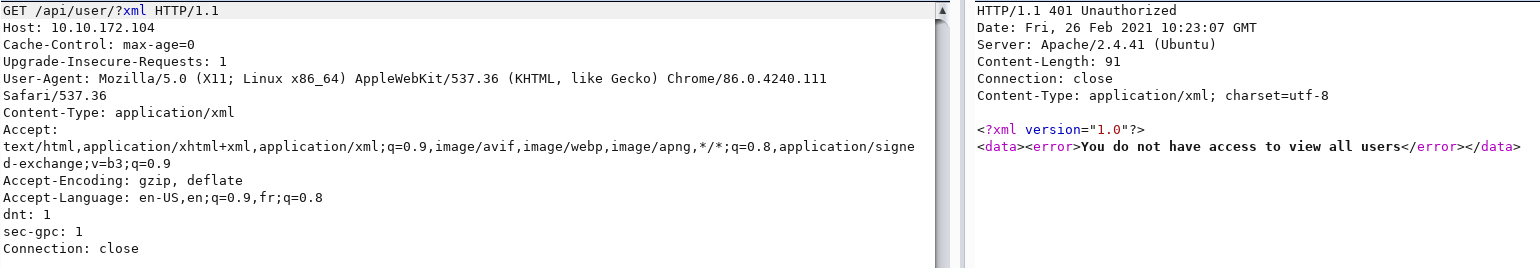 GET /api/user/?xml HTTP/1.1
Host: 10.10.172.104
Cache-Control: max-age=0
Upgrade-Insecure-Requests: 1
User-Agent: Mozilla/5.0 (X11; Linux x86_64) AppleWebKit/537.36 (KHTML, like Gecko) Chrome/86.0.4240.111
Safari/537.36
Content-Type: application/xml
Accept:
text/html,application/xhtml+xml,application/xml;q=0.9,image/avif,image/webp,image/apng,*/*;q=0.8,application/signe
d-exchange;v=b3;q=0.9
Accept-Encoding: gzip, deflate
Accept-Language: en-US,en;q=0.9,fr;q=0.8
dnt: 1
sec-gpc: 1
Connection: close
HTTP/1.1 401 Unauthorized
Date: Fri, 26 Feb 2021 10:23:07 GMT
Server: Apache/2.4.41 (Ubuntu)
Content-Length: 91
Connection: close
Content-Type: application/xml; charset=utf-8
<?xml version="1.0"?>
<data><error>You do not have access to view all users</error></data>